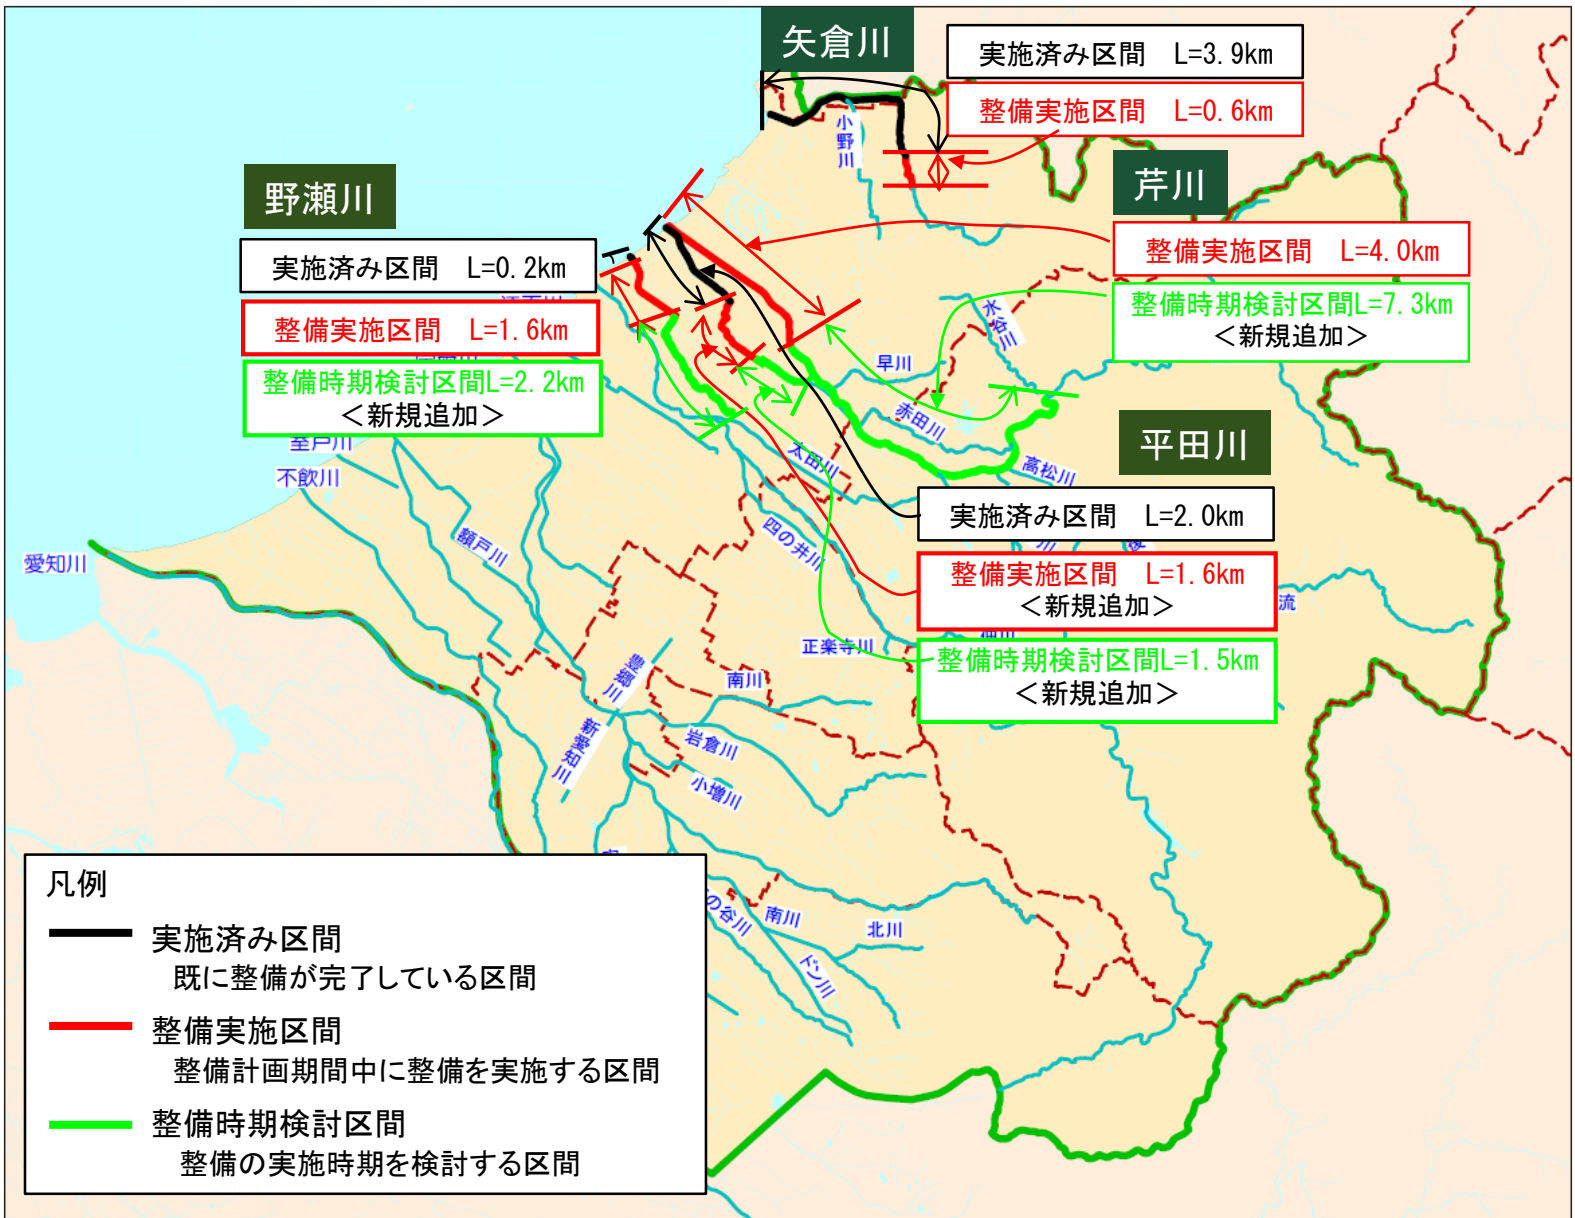 矢倉川
実施済み区間　L=3.9km
整備実施区間　L=0.6km
小野川
野瀬川
実施済み区間　L=0.2km
整備実施区間　L=1.6km
整備時期検討区間L=2.2km
＜新規追加＞
芹川
整備実施区間　L=4.0km
整備時期検討区間L=7.3km
＜新規追加＞
水谷川
早川
赤田川
高松川
太田川
四の井川
平田川
実施済み区間　L=2.0km
整備実施区間　L=1.6km
＜新規追加＞
整備時期検討区間L=1.5km
＜新規追加＞
室戸川
不飲川
額戸川
愛知川
正楽寺川
流
豊郷川
新愛知川
南川
岩倉川
小増川
の谷川
南川
北川
ドン川
凡例
実施済み区間
既に整備が完了している区間
整備実施区間
整備計画期間中に整備を実施する区間
整備時期検討区間
整備の実施時期を検討する区間